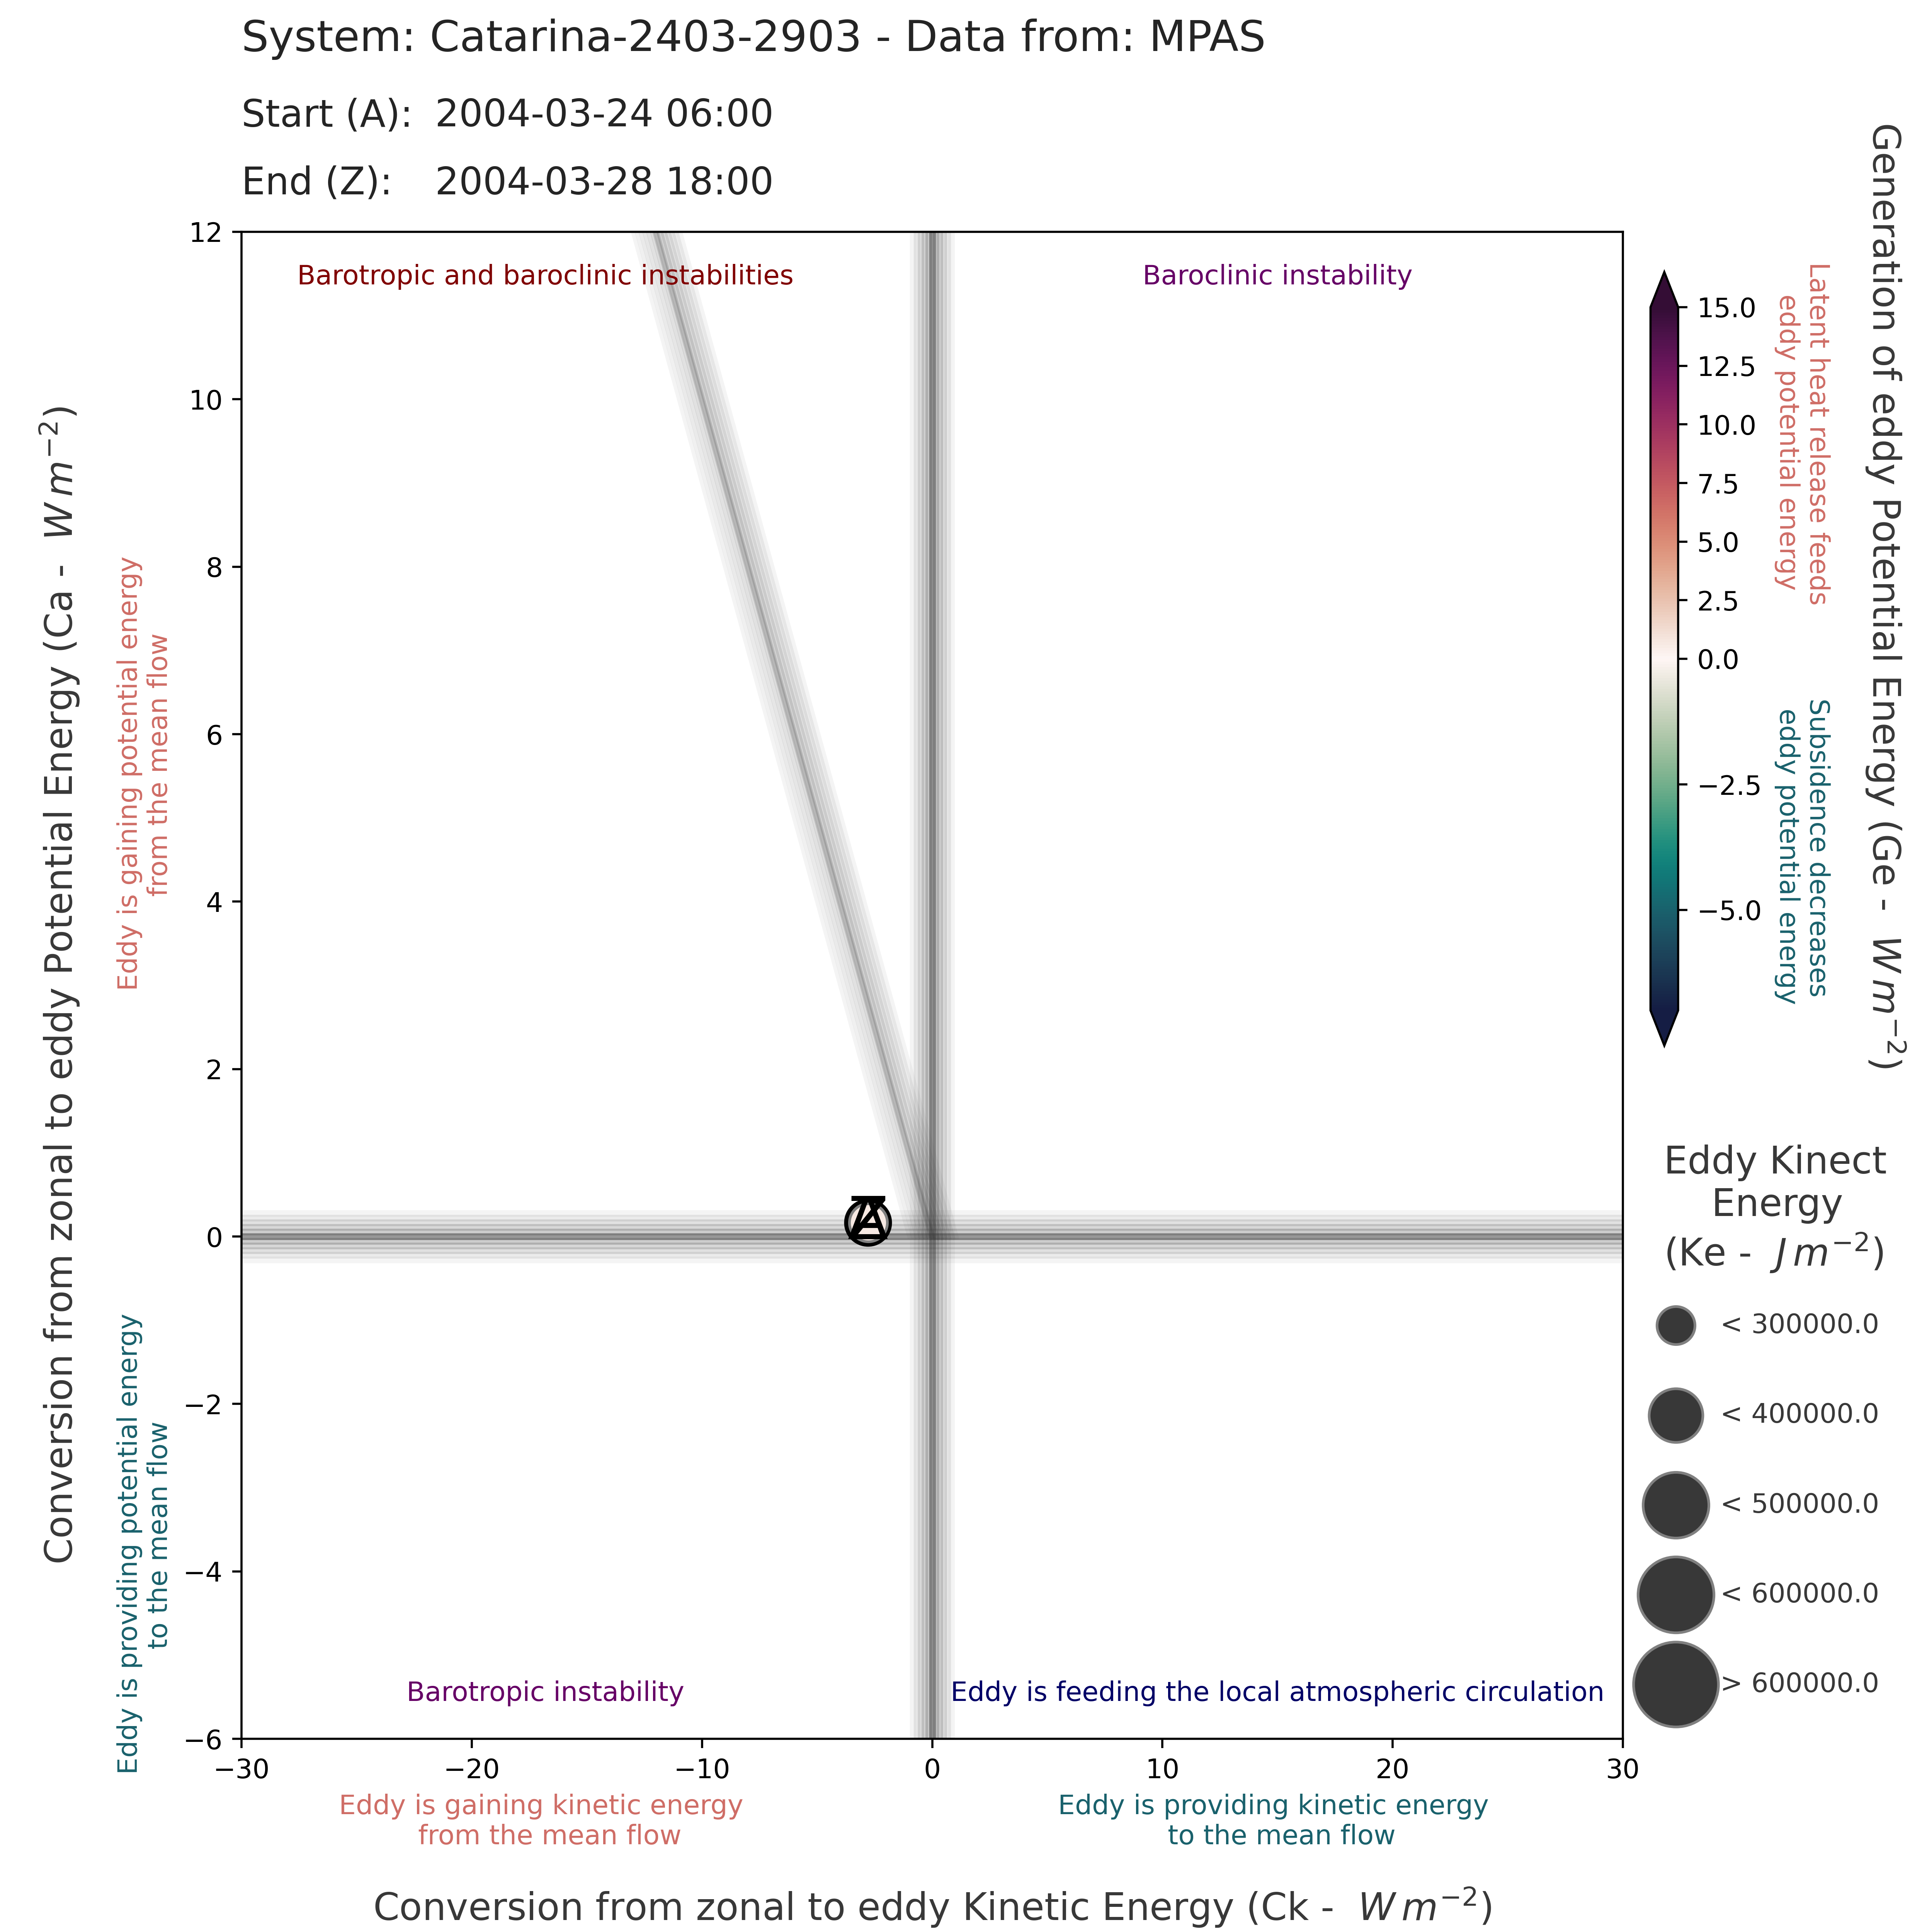 System: Catarina-2403-2903 - Data from: MPAS
Start (A): 2004-03-24 06:00
End (Z): 2004-03-28 18:00
Conversion from zonal to eddy Potential Energy (Ca - W m⁻²)
Eddy is gaining potential energy
from the mean flow
Eddy is providing potential energy
to the mean flow
12
10
8
6
4
2
0
−2
−4
−6
Barotropic and baroclinic instabilities
Baroclinic instability
A
Z
Barotropic instability
Eddy is feeding the local atmospheric circulation
−30
−20
−10
0
10
20
30
Eddy is gaining kinetic energy
from the mean flow
Eddy is providing kinetic energy
to the mean flow
Conversion from zonal to eddy Kinetic Energy (Ck - W m⁻²)
15.0
12.5
10.0
7.5
5.0
2.5
0.0
−2.5
−5.0
Latent heat release feeds
eddy potential energy
Subsidence decreases
eddy potential energy
Generation of eddy Potential Energy (Ge - W m⁻²)
Eddy Kinect
Energy
(Ke - J m⁻²)
< 300000.0
< 400000.0
< 500000.0
< 600000.0
> 600000.0